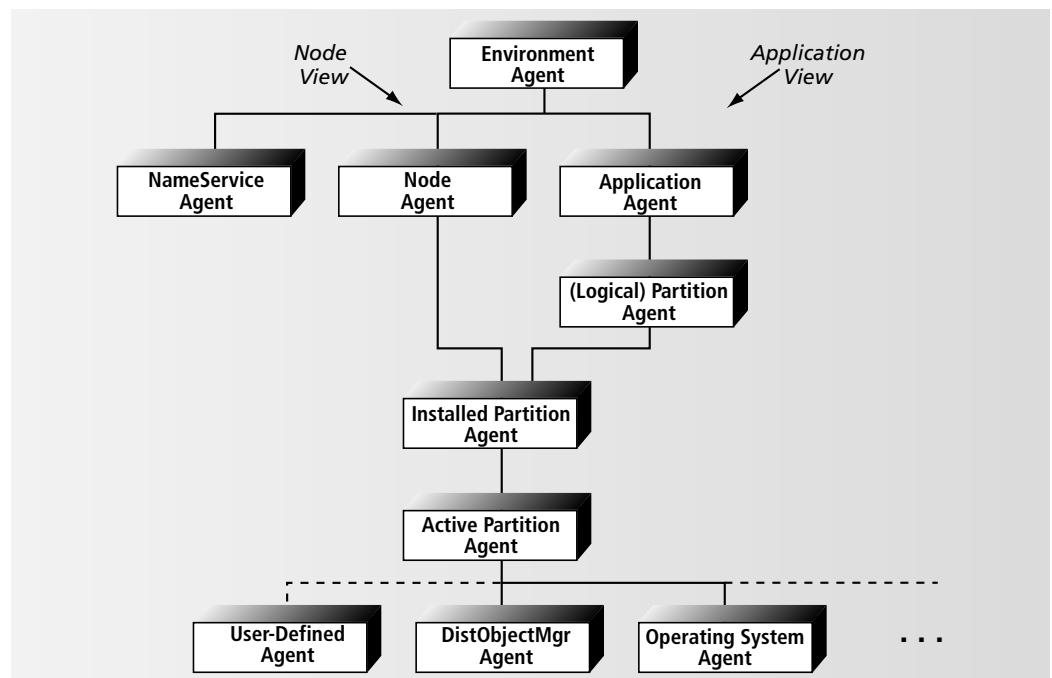 Node
View
Environment
Agent
Application
View
NameService
Agent
Node
Agent
Application
Agent
(Logical) Partition
Agent
Installed Partition
Agent
Active Partition
Agent
User-Defined
Agent
DistObjectMgr
Agent
Operating System
Agent
. . .